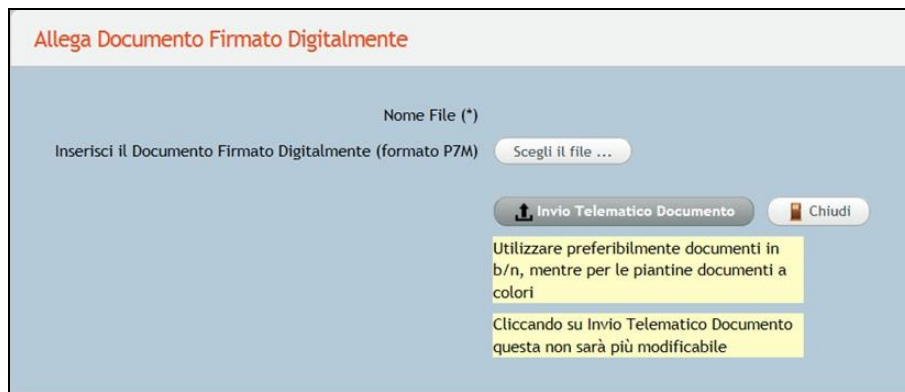 Allega Documento Firmato Digitalmente
Nome File (*)
Inserisci il Documento Firmato Digitalmente (formato P7M) Scegli il file ...
Invio Telematico Documento Chiudi
Utilizzare preferibilmente documenti in
b/n, mentre per le piantine documenti a
colori
Cliccando su Invio Telematico Documento
questa non sarà più modificabile